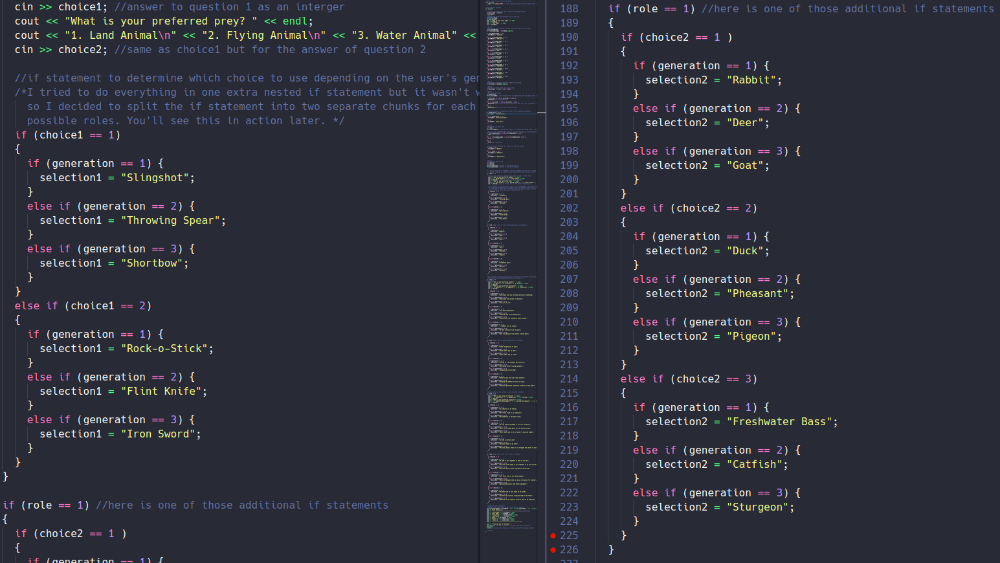 cin >> choice1; //answer to question 1 as an interger
cout << "What is your preferred prey? " << endl;
cout << "1. Land Animal\n" << "2. Flying Animal\n" << "3. Water Animal" <<
cin >> choice2; //same as choice1 but for the answer of question 2
//if statement to determine which choice to use depending on the user's gen
/*I tried to do everything in one extra nested if statement but it wasn't w
so I decided to split the if statement into two separate chunks for each
possible roles. You'll see this in action later. */
if (choice1 == 1)
{
if (generation == 1) {
selection1 = "Slingshot";
}
else if (generation == 2) {
selection1 = "Throwing Spear";
}
else if (generation == 3) {
selection1 = "Shortbow";
}
}
else if (choice1 == 2)
{
if (generation == 1) {
selection1 = "Rock-o-Stick";
}
else if (generation == 2) {
selection1 = "Flint Knife";
}
else if (generation == 3) {
selection1 = "Iron Sword";
}
}
}
if (role == 1) //here is one of those additional if statements
{
if (choice2 == 1 )
{
if (generation == 1) {
188 if (role == 1) //here is one of those additional if statements
189 {
190 if (choice2 == 1 )
191 {
192 if (generation == 1) {
193 selection2 = "Rabbit";
194 }
195 else if (generation == 2) {
196 selection2 = "Deer";
197 }
198 else if (generation == 3) {
199 selection2 = "Goat";
200 }
201 }
202 else if (choice2 == 2)
203 {
204 if (generation == 1) {
205 selection2 = "Duck";
206 }
207 else if (generation == 2) {
208 selection2 = "Pheasant";
209 }
210 else if (generation == 3) {
211 selection2 = "Pigeon";
212 }
213 }
214 else if (choice2 == 3)
215 {
216 if (generation == 1) {
217 selection2 = "Freshwater Bass";
218 }
219 else if (generation == 2) {
220 selection2 = "Catfish";
221 }
222 else if (generation == 3) {
223 selection2 = "Sturgeon";
224 }
225 }
226 }
227